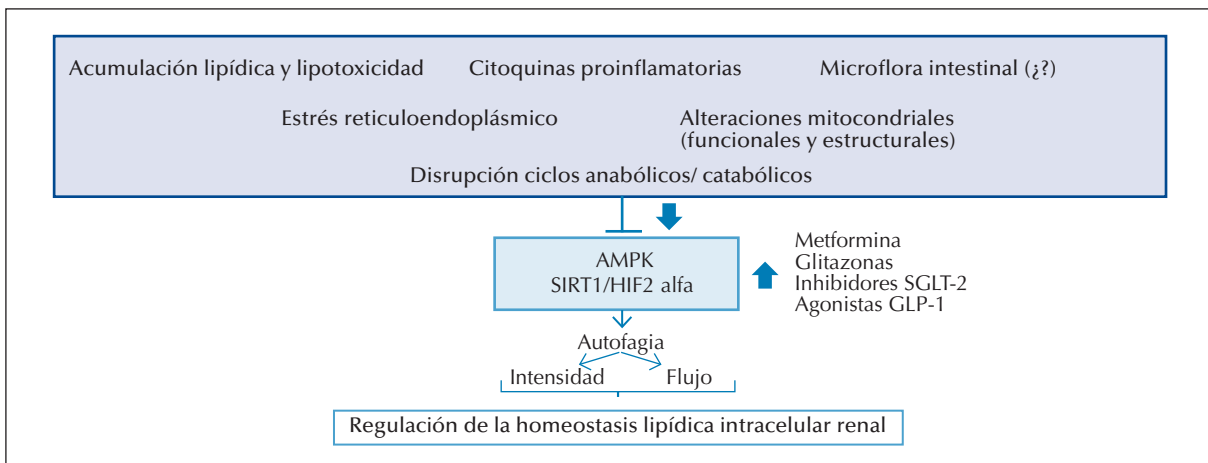 Acumulación lipídica y lipotoxicidad
Citoquinas proinflamatorias
Microflora intestinal (¿?)
Estrés reticuloendoplásmico
Alteraciones mitocondriales
(funcionales y estructurales)
Disrupción ciclos anabólicos/ catabólicos
AMPK
SIRT1/HIF2 alfa
Metformina
Glitazonas
Inhibidores SGLT-2
Agonistas GLP-1
Autofagia
Intensidad
Flujo
Regulación de la homeostasis lipídica intracelular renal